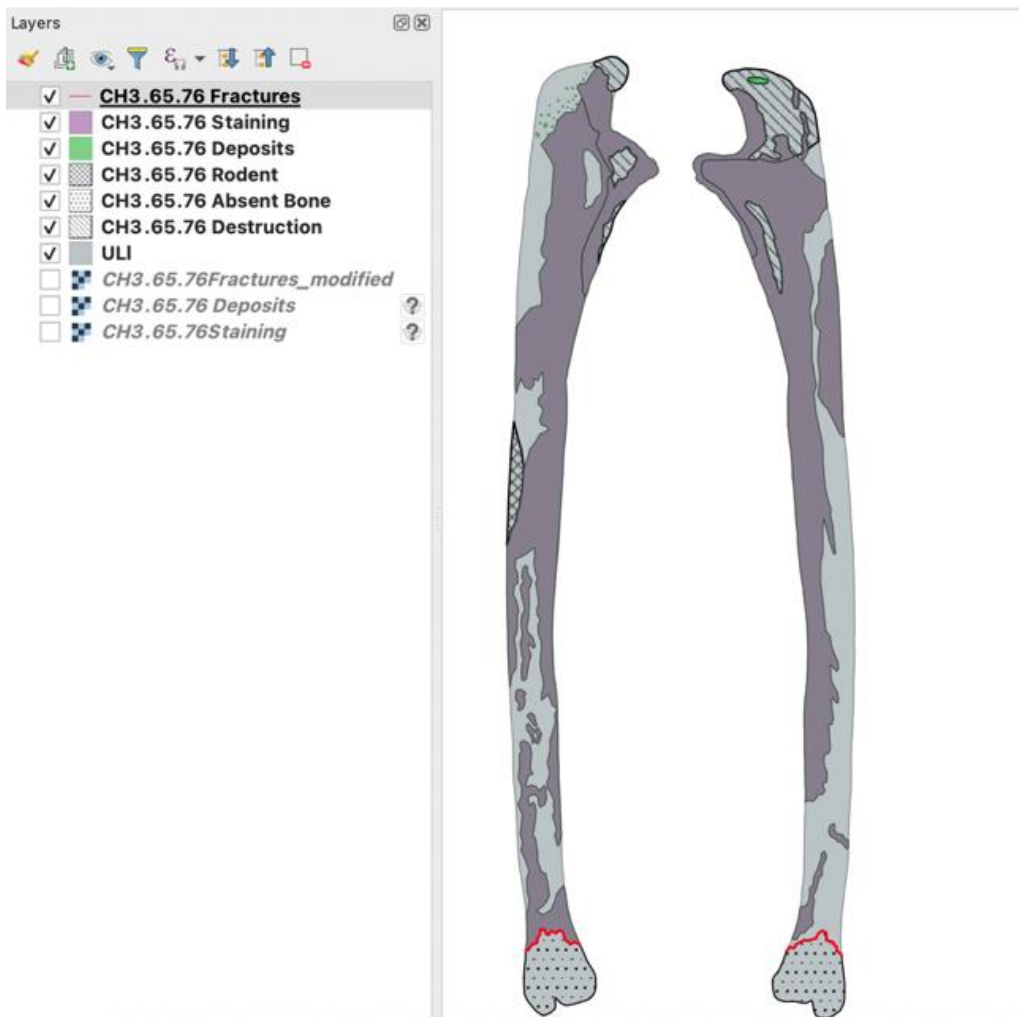 Layers
CH3.65.76 Fractures
CH3.65.76 Staining
CH3.65.76 Deposits
CH3.65.76 Rodent
CH3.65.76 Absent Bone
CH3.65.76 Destruction
ULI
CH3.65.76Fractures_modified
CH3.65.76 Deposits ?
CH3.65.76Staining ?